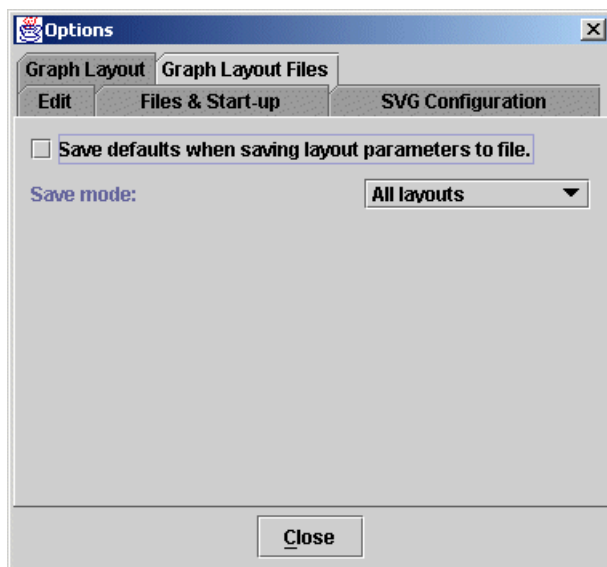 Options
Graph Layout Graph Layout Files
Edit Files & Start-up SVG Configuration
Save defaults when saving layout parameters to file.
Save mode: All layouts
Close